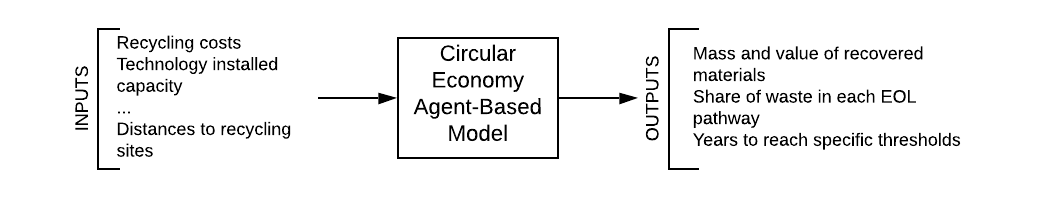 INPUTS
Recycling costs
Technology installed
capacity
...
Distances to recycling
sites
Circular
Economy
Agent-Based
Model
OUTPUTS
Mass and value of recovered
materials
Share of waste in each EOL
pathway
Years to reach specific thresholds